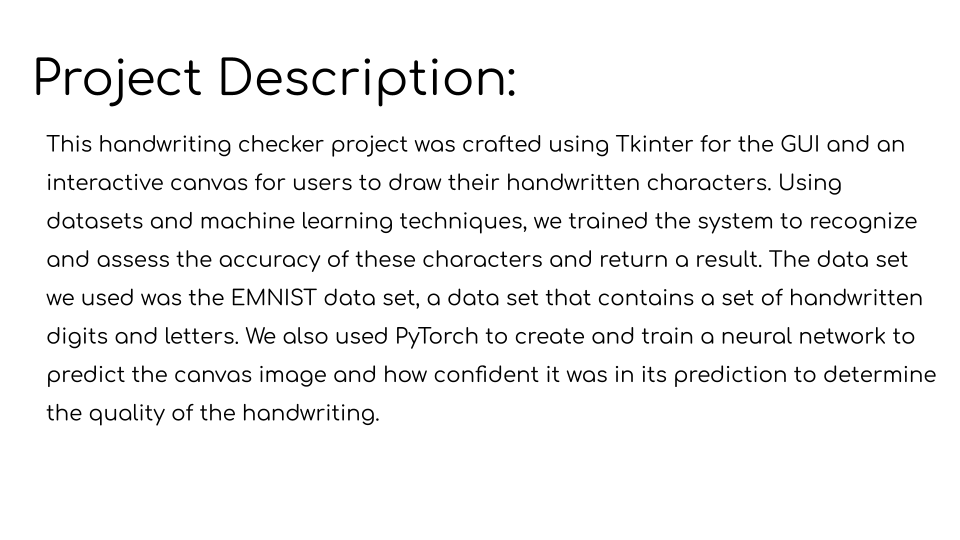 Project Description:
This handwriting checker project was crafted using Tkinter for the GUI and an
interactive canvas for users to draw their handwritten characters. Using
datasets and machine learning techniques, we trained the system to recognize
and assess the accuracy of these characters and return a result. The data set
we used was the EMNIST data set, a data set that contains a set of handwritten
digits and letters. We also used PyTorch to create and train a neural network to
predict the canvas image and how confident it was in its prediction to determine
the quality of the handwriting.